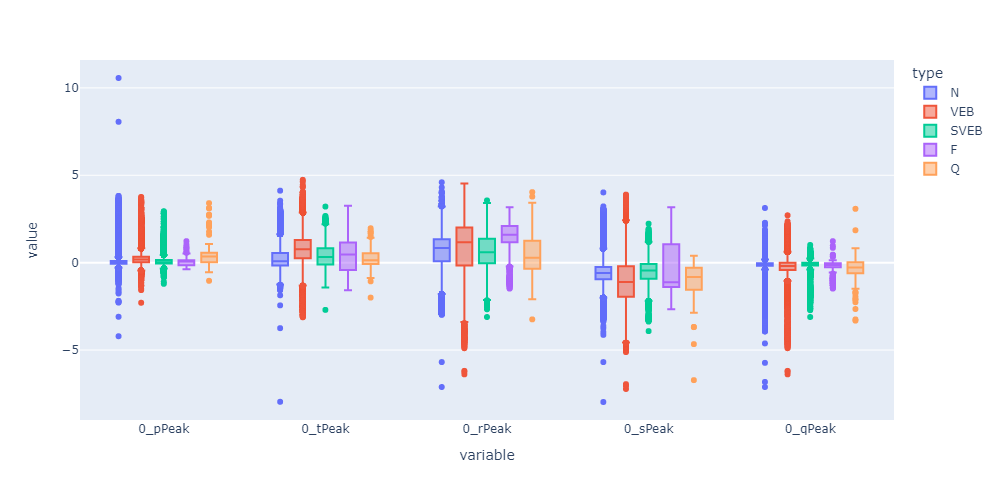 type
N
VEB
SVEB
F
Q
value
10
5
0
−5
0_pPeak
0_tPeak
0_rPeak
0_sPeak
0_qPeak
variable